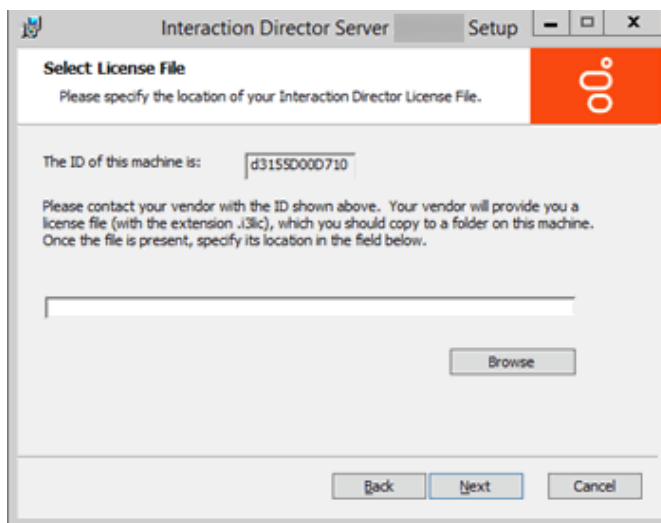 Interaction Director Server Setup
Select License File
Please specify the location of your Interaction Director License File.
The ID of this machine is: d3155D00D710
Please contact your vendor with the ID shown above. Your vendor will provide you a
license file (with the extension .i3lic), which you should copy to a folder on this machine.
Once the file is present, specify its location in the field below.
Browse
Back Next Cancel